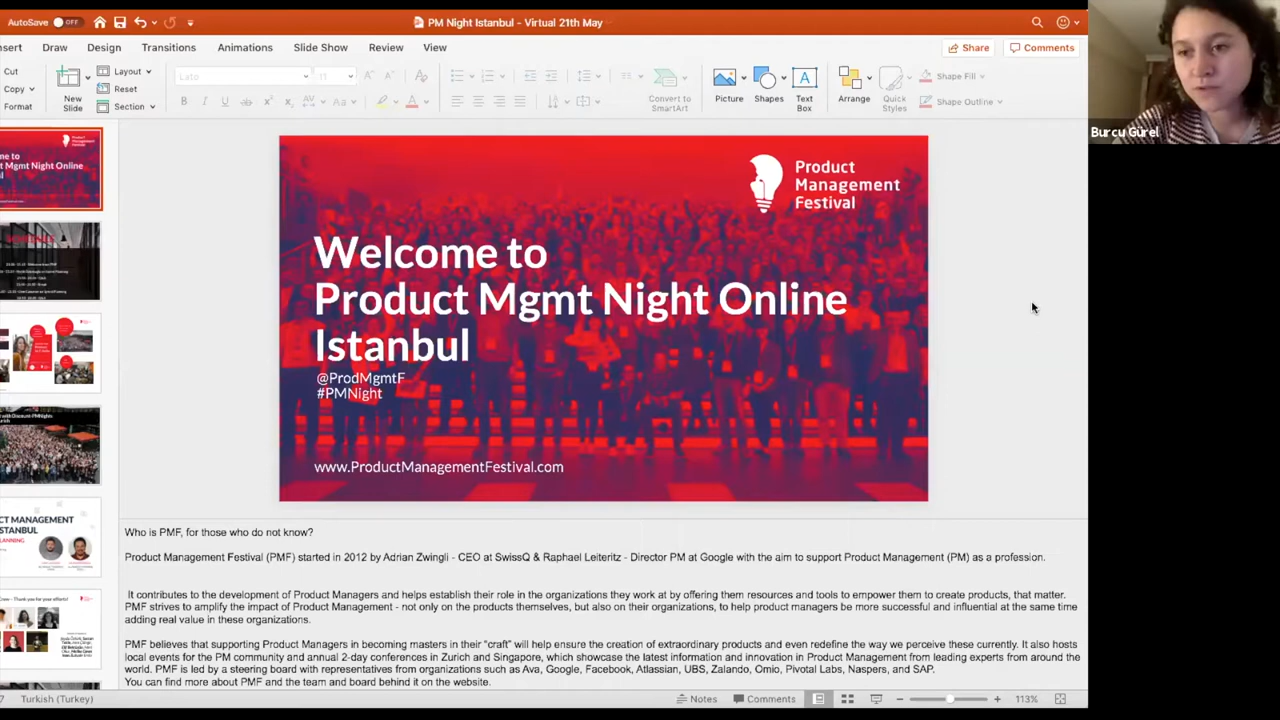 AutoSave OFF
PM Night Istanbul - Virtual 21th May
Draw Design Transitions Animations Slide Show Review View
Share Comments
Cut
Copy
Format
New Slide
Layout
Reset
Section
Lato
Convert to SmartArt
Picture
Shapes
Text Box
Arrange
Quick Styles
Shape Fill
Shape Outline
Burcu Gürel
Product
Management
Festival
Welcome to
Product Mgmt Night Online
Istanbul
@ProdMgmtF
#PMNight
www.ProductManagementFestival.com
Who is PMF, for those who do not know?
Product Management Festival (PMF) started in 2012 by Adrian Zwingli - CEO at SwissQ & Raphael Leiteritz - Director PM at Google with the aim to support Product Management (PM) as a profession.
It contributes to the development of Product Managers and helps establish their role in the organizations they work at by offering them resources and tools to empower them to create products, that matter.
PMF strives to amplify the impact of Product Management - not only on the products themselves, but also on their organizations, to help product managers be more successful and influential at the same time
adding real value in these organizations.
PMF believes that supporting Product Managers in becoming masters in their "craft" will help ensure the creation of extraordinary products and even redefine the way we perceive these currently. It also hosts
local events for the PM community and annual 2-day conferences in Zurich and Singapore, which showcase the latest information and innovation in Product Management from leading experts from around the
world. PMF is led by a steering board with representatives from organizations such as Ava, Google, Facebook, Atlassian, UBS, Zalando, Omio, Pivotal Labs, Naspers, and SAP.
You can find more about PMF and the team and board behind it on the website.
Turkish (Turkey)
Notes
Comments
113%